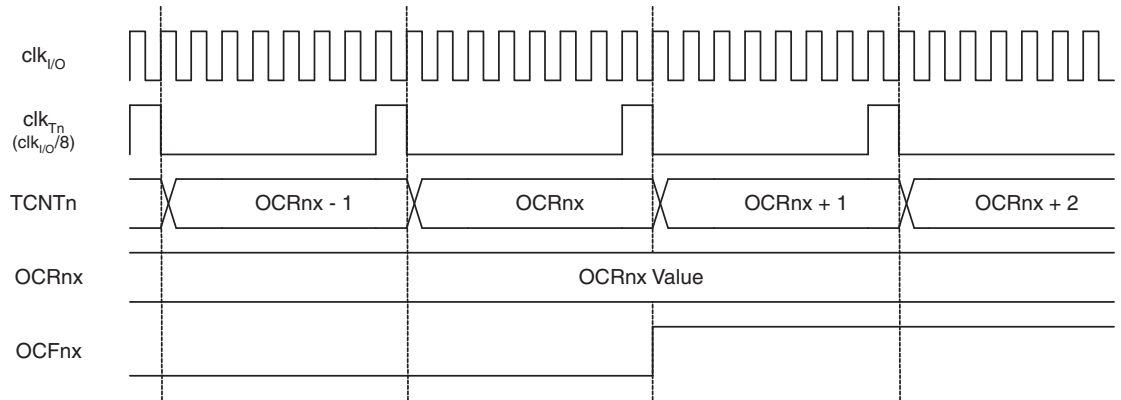 clkI/O
clkTn
(clkI/O/8)
TCNTn OCRnx - 1 OCRnx OCRnx + 1 OCRnx + 2
OCRnx OCRnx Value
OCFnx